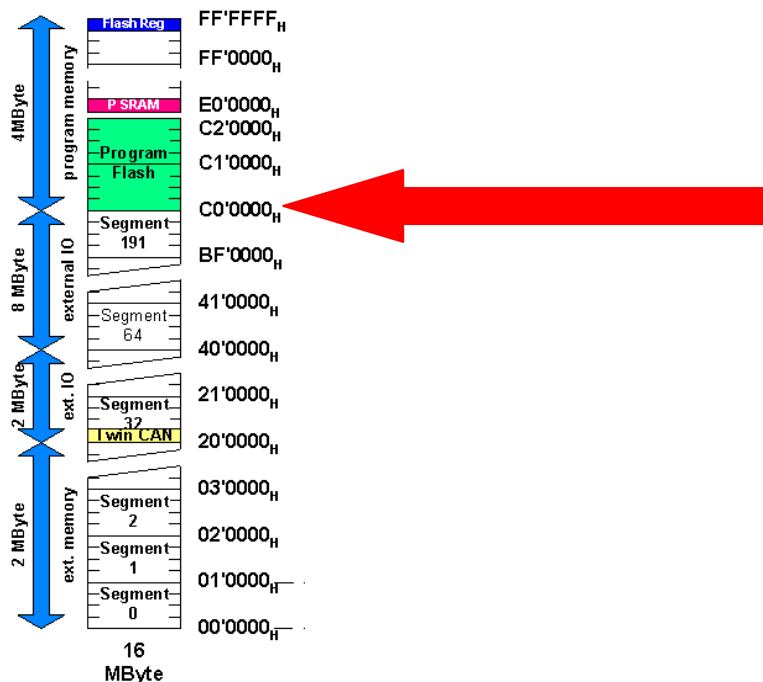 Flash Reg
FF'FFFFH
FF'0000H
P SRAM
E0'0000H
C2'0000H
Program
Flash
C1'0000H
C0'0000H
Segment
191
BF'0000H
41'0000H
Segment
64
40'0000H
21'0000H
Segment
32
Twin CAN
20'0000H
03'0000H
Segment
2
02'0000H
Segment
1
01'0000H
Segment
0
00'0000H
16
MByte
4MByte
program memory
8 MByte
external IO
2 MByte
ext. IO
2 MByte
ext. memory